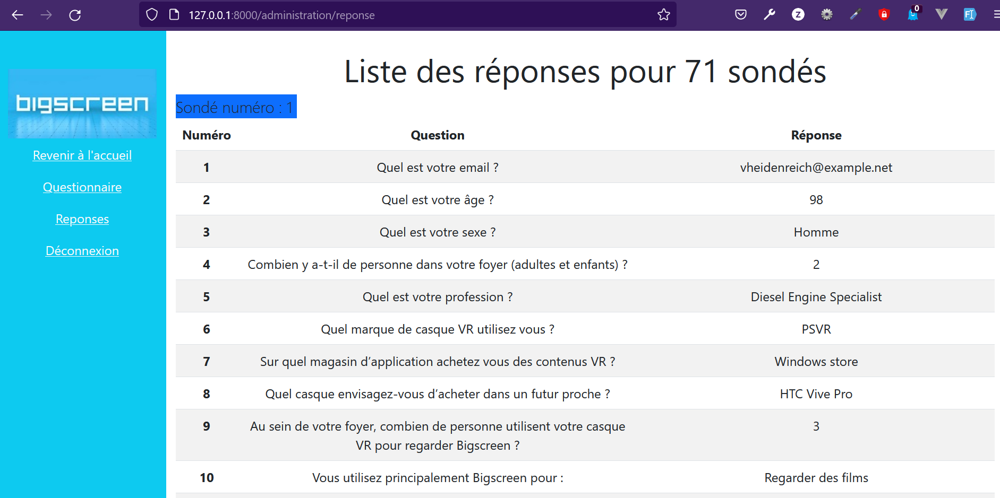 127.0.0.1:8000/administration/reponse
Z
0
F
bigscreen
Revenir à l'accueil
Questionnaire
Reponses
Déconnexion
Liste des réponses pour 71 sondés
Sondé numéro : 1
Numéro Question Réponse
1 Quel est votre email ? vheidenreich@example.net
2 Quel est votre âge ? 98
3 Quel est votre sexe ? Homme
4 Combien y a-t-il de personne dans votre foyer (adultes et enfants) ? 2
5 Quel est votre profession ? Diesel Engine Specialist
6 Quel marque de casque VR utilisez vous ? PSVR
7 Sur quel magasin d’application achetez vous des contenus VR ? Windows store
8 Quel casque envisagez-vous d’acheter dans un futur proche ? HTC Vive Pro
9 Au sein de votre foyer, combien de personne utilisent votre casque 3
VR pour regarder Bigscreen ?
10 Vous utilisez principalement Bigscreen pour : Regarder des films